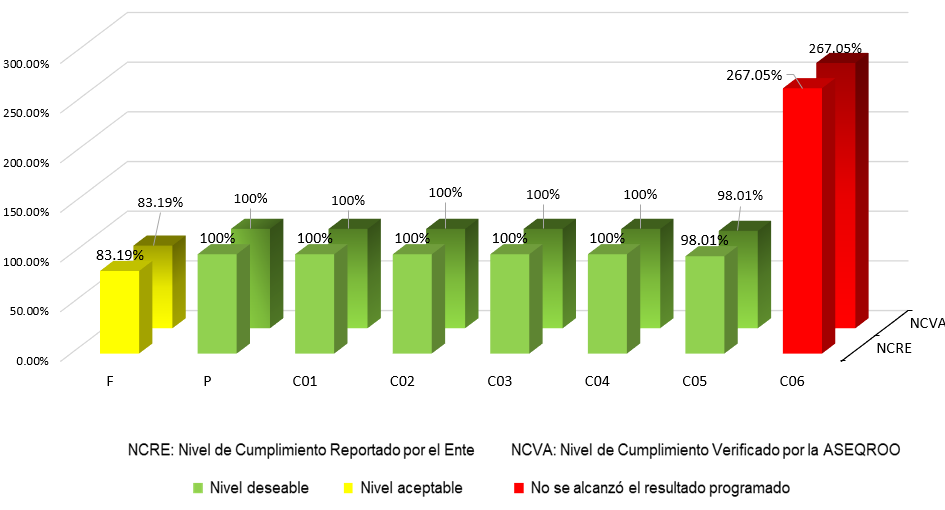 267.05%
267.05%
300.00%
250.00%
200.00%
150.00%
100.00%
50.00%
0.00%
83.19% 100% 100% 100% 100% 100% 98.01%
83.19% 100% 100% 100% 100% 100% 98.01%
NCVA
NCRE
F P C01 C02 C03 C04 C05 C06
NCRE: Nivel de Cumplimiento Reportado por el Ente NCVA: Nivel de Cumplimiento Verificado por la ASEQROO
Nivel deseable Nivel aceptable No se alcanzó el resultado programado